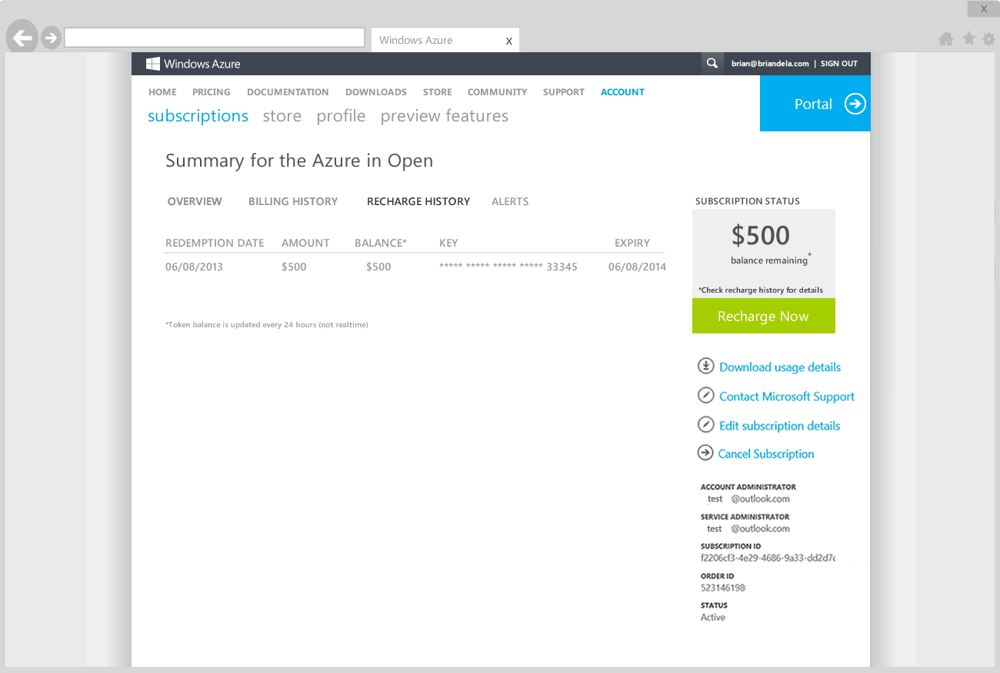 X
Windows Azure X
Windows Azure
brian@briandela.com | SIGN OUT
HOME PRICING DOCUMENTATION DOWNLOADS STORE COMMUNITY SUPPORT ACCOUNT
subscriptions store profile preview features
Portal
Summary for the Azure in Open
OVERVIEW BILLING HISTORY RECHARGE HISTORY ALERTS
REDEMPTION DATE AMOUNT BALANCE* KEY EXPIRY
06/08/2013 $500 $500 ***** ***** ***** ***** 33345 06/08/2014
*Token balance is updated every 24 hours (not realtime)
SUBSCRIPTION STATUS
$500
balance remaining*
*Check recharge history for details
Recharge Now
Download usage details
Contact Microsoft Support
Edit subscription details
Cancel Subscription
ACCOUNT ADMINISTRATOR
test @outlook.com
SERVICE ADMINISTRATOR
test @outlook.com
SUBSCRIPTION ID
f2206cf3-4e29-4686-9a33-dd2d7c
ORDER ID
523146198
STATUS
Active